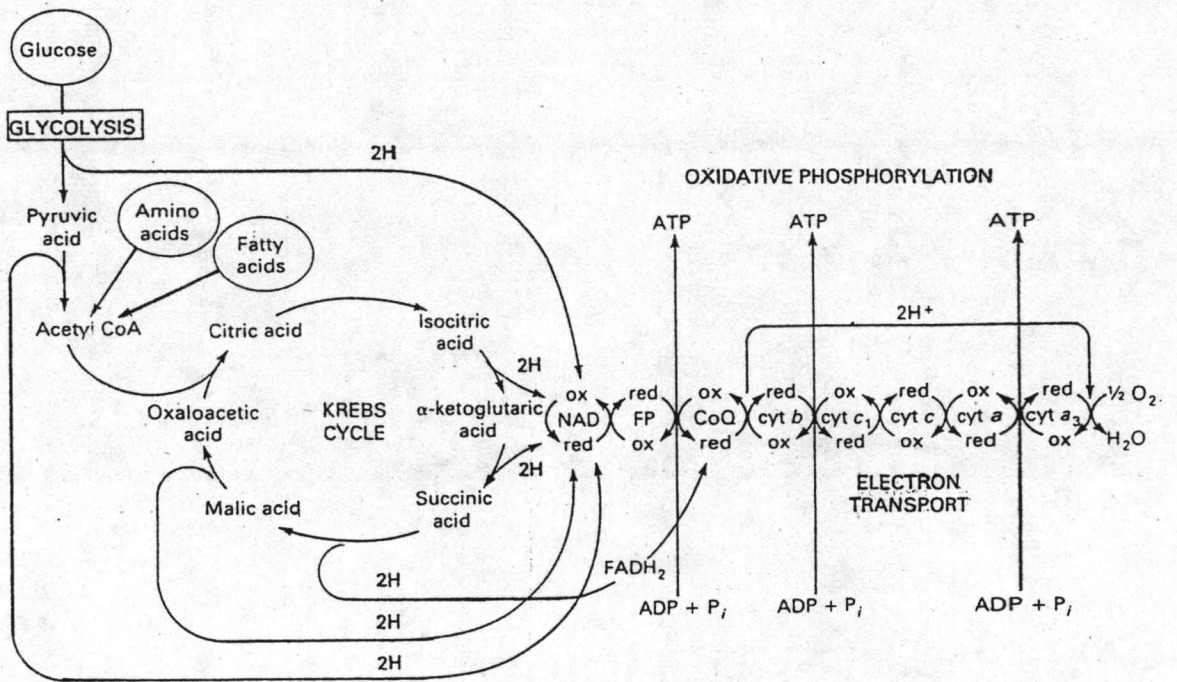 Glucose
GLYCOLYSIS
2H
OXIDATIVE PHOSPHORYLATION
Pyruvic
acid
Amino
acids
Fatty
acids
ATP
ATP
ATP
Acetyl CoA
Citric acid
Isocitric
acid
2H
2H⁺
Oxaloacetic
acid
KREBS
CYCLE
α-ketoglutaric
acid
ox
NAD
red
red
FP
ox
ox
CoQ
red
red
cyt b
ox
ox
cyt c₁
red
red
cyt c
ox
ox
cyt a
red
red
cyt a₃
ox
½ O₂
H₂O
2H
Malic acid
Succinic
acid
ELECTRON
TRANSPORT
FADH₂
2H
ADP + Pᵢ
ADP + Pᵢ
ADP + Pᵢ
2H
2H